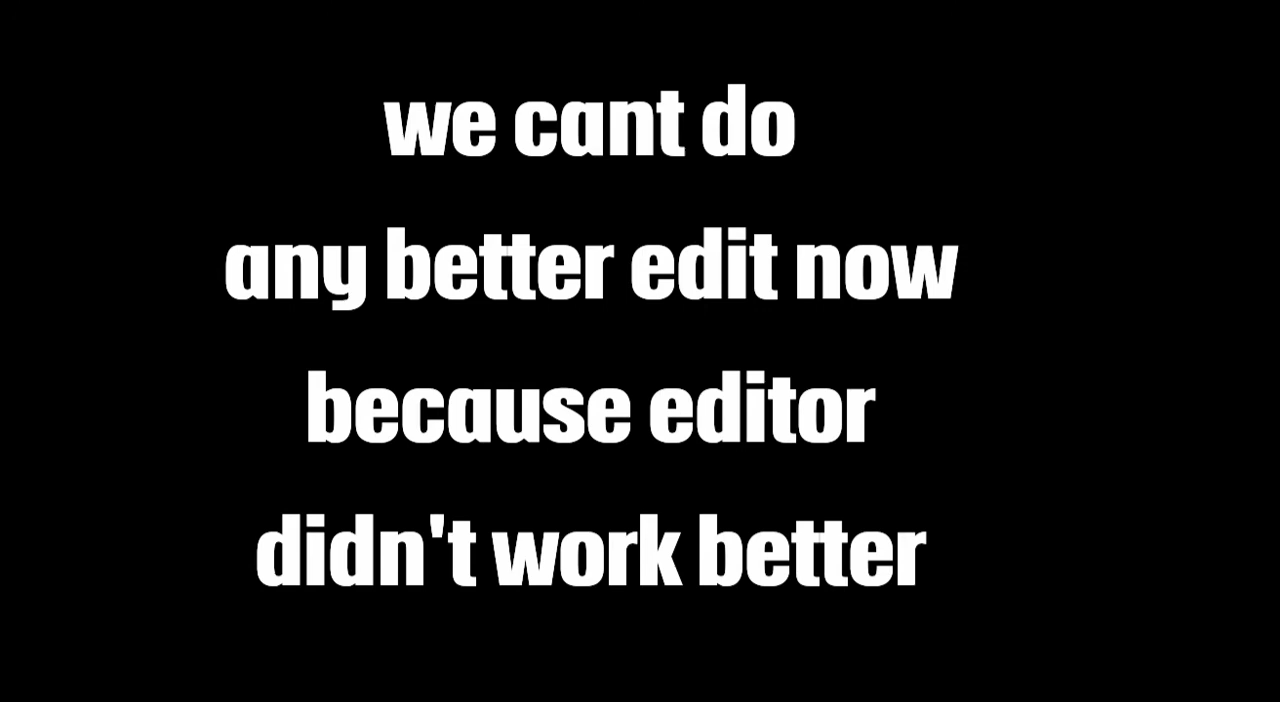 we cant do
any better edit now
because editor
didn't work better